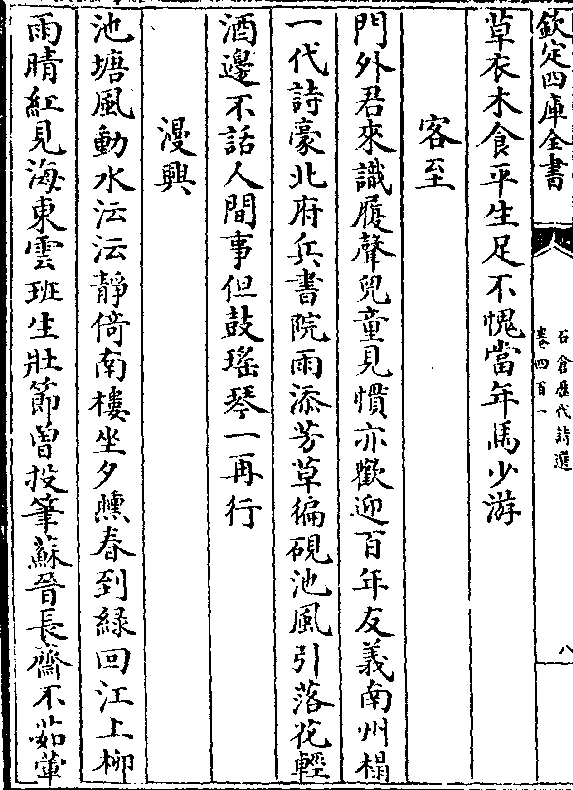 欽定四庫全書
石倉歷代詩選
卷四百一
八
草衣木食平生足不愧當年馬少游
客至
門外君來識履聲兒童見慣亦歡迎百年友義南州榻
一代詩豪北府兵書院雨添芳草徧硯池風引落花輕
酒邊不話人間事但鼓瑤琴一再行
漫興
池塘風動水沄沄靜倚南樓坐夕曛春到綠回江上柳
雨晴紅見海東雲班生壯節曾投筆蘇晉長齋不茹葷